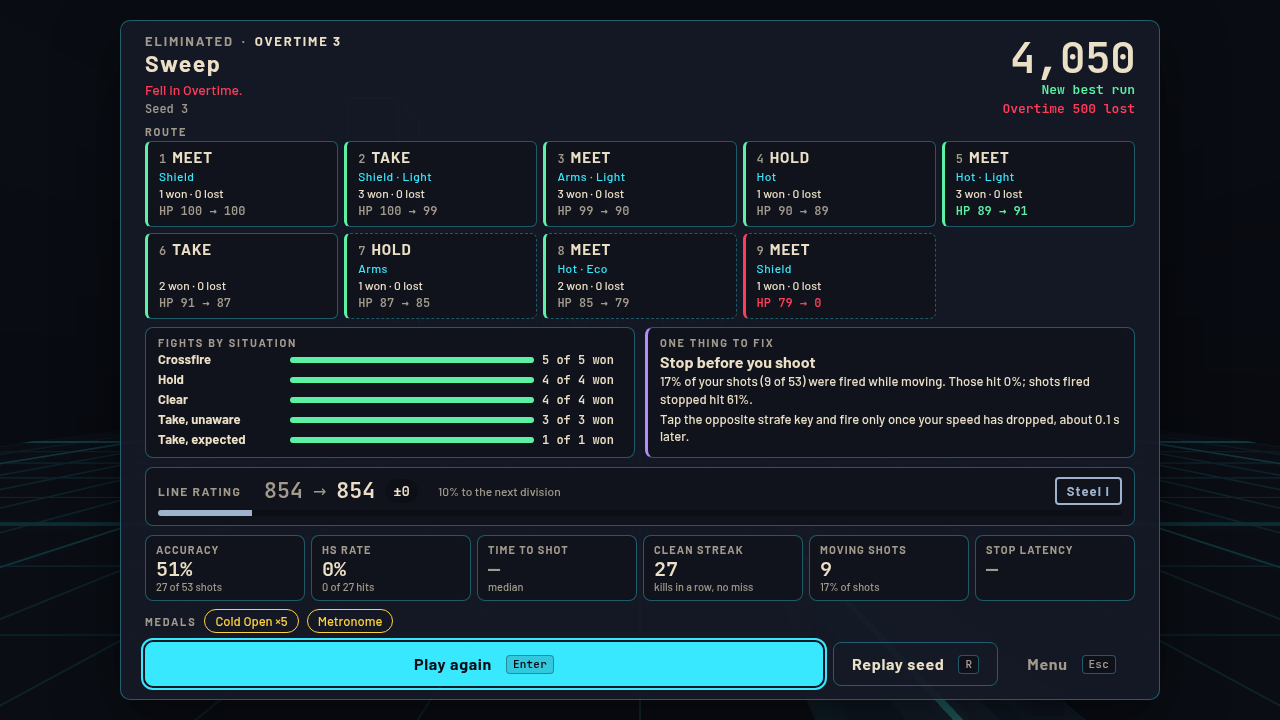 ELIMINATED · OVERTIME 3
Sweep
Fell in Overtime.
Seed 3
4,050
New best run
Overtime 500 lost
ROUTE
1 MEET
Shield
1 won · 0 lost
HP 100 → 100
2 TAKE
Shield · Light
3 won · 0 lost
HP 100 → 99
3 MEET
Arms · Light
3 won · 0 lost
HP 99 → 90
4 HOLD
Hot
1 won · 0 lost
HP 90 → 89
5 MEET
Hot · Light
3 won · 0 lost
HP 89 → 91
6 TAKE
2 won · 0 lost
HP 91 → 87
7 HOLD
Arms
1 won · 0 lost
HP 87 → 85
8 MEET
Hot · Eco
2 won · 0 lost
HP 85 → 79
9 MEET
Shield
1 won · 0 lost
HP 79 → 0
FIGHTS BY SITUATION
Crossfire 5 of 5 won
Hold 4 of 4 won
Clear 4 of 4 won
Take, unaware 3 of 3 won
Take, expected 1 of 1 won
ONE THING TO FIX
Stop before you shoot
17% of your shots (9 of 53) were fired while moving. Those hit 0%; shots fired
stopped hit 61%.
Tap the opposite strafe key and fire only once your speed has dropped, about 0.1 s
later.
LINE RATING 854 → 854 ±0 10% to the next division Steel I
ACCURACY
51%
27 of 53 shots
HS RATE
0%
0 of 27 hits
TIME TO SHOT
—
median
CLEAN STREAK
27
kills in a row, no miss
MOVING SHOTS
9
17% of shots
STOP LATENCY
—
MEDALS Cold Open ×5 Metronome
Play again Enter
Replay seed R
Menu Esc